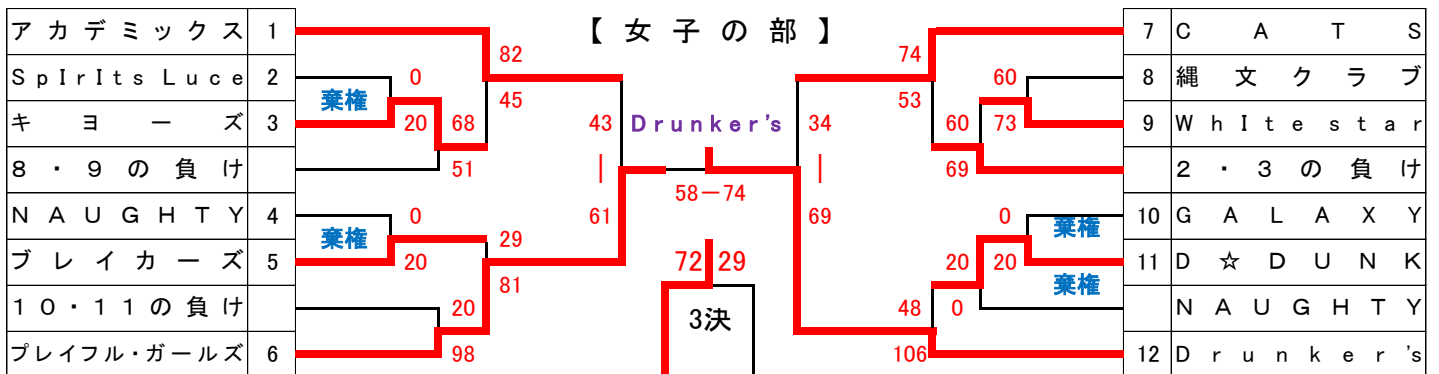 【女子の部】
アカデミックス 1
SpIrIts Luce 2
キヨーズ 3
8・9の負け
NAUGHTY 4
ブレイカーズ 5
10・11の負け
プレイフル・ガールズ 6
82
0
棄権
45
20 68
51
43
0
棄権
29
20
81
20
98
61
Drunker's
58－74
72 29
3決
34
69
74
60
53
60 73
69
0
棄権
20 20
棄権
48 0
106
7 CATS
8 縄文クラブ
9 WhIte star
2・3の負け
10 GALAXY
11 D☆DUNK
NAUGHTY
12 Drunker's